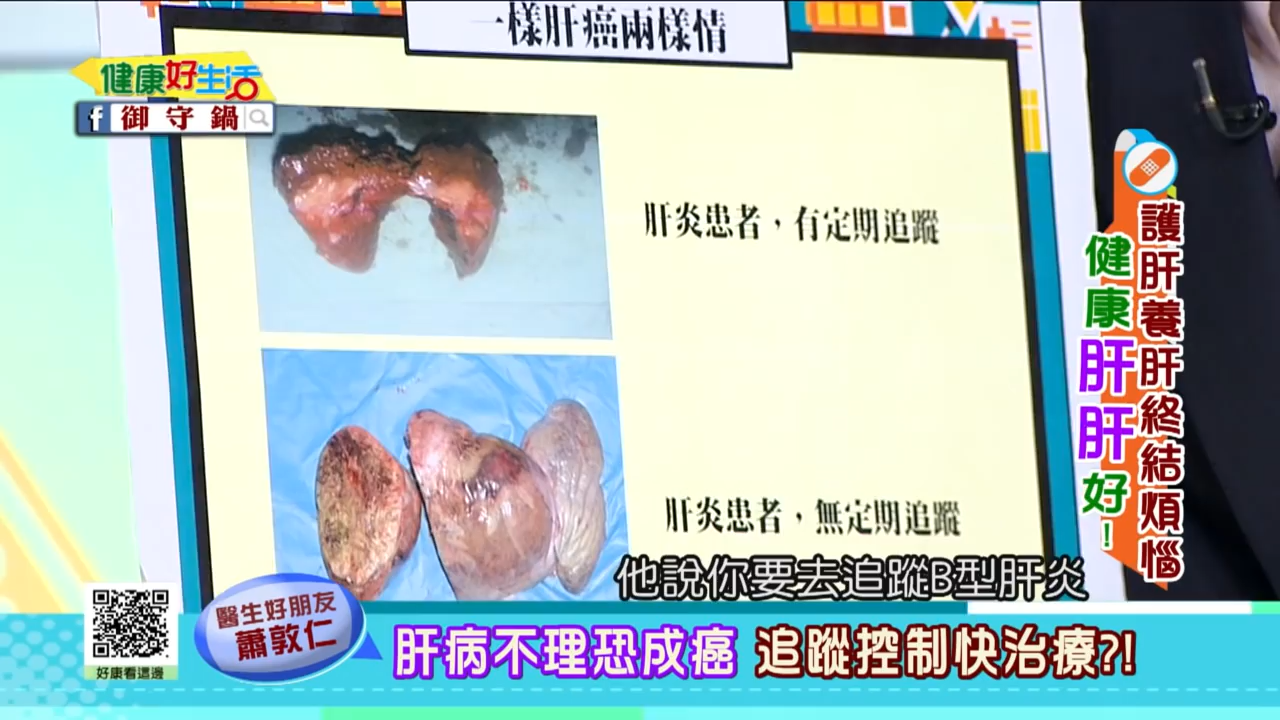 一樣肝癌兩樣情
健康好生活
f 御守鍋
肝炎患者，有定期追蹤
肝炎患者，無定期追蹤
護肝養肝終結煩惱
健康肝肝好!
他說你要去追蹤B型肝炎
醫生好朋友
蕭敦仁
肝病不理恐成癌 追蹤控制快治療?!
好康看這邊